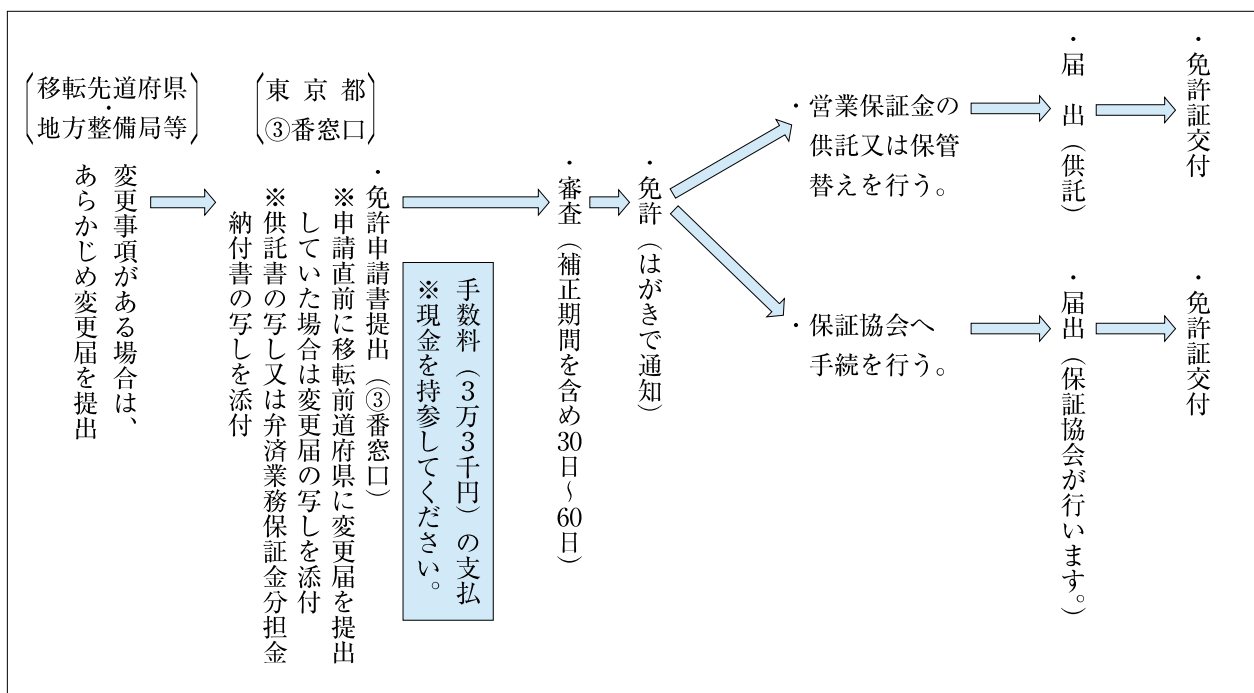 移転先道府県
・
地方整備局等
変更事項がある場合は、
あらかじめ変更届を提出
東京都
③番窓口
・免許申請書提出（③番窓口）
※申請直前に移転前道府県に変更届を提出
していた場合は変更届の写しを添付
※供託書の写し又は弁済業務保証金分担金
納付書の写しを添付
手数料（3万3千円）の支払
※現金を持参してください。
・審査（補正期間を含め30日～60日）
・免許（はがきで通知）
・営業保証金の
供託又は保管
替えを行う。
・届出（供託）
・免許証交付
・保証協会へ
手続を行う。
・届出（保証協会が行います。）
・免許証交付